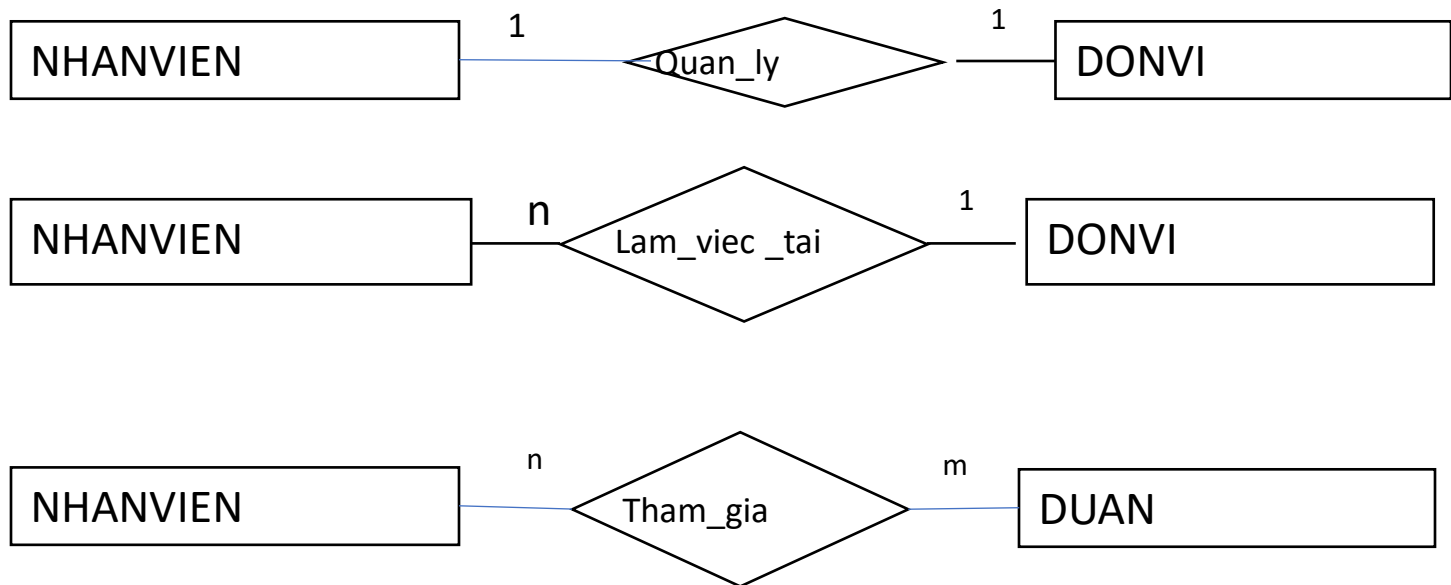 1
1
NHANVIEN
Quan_ly
DONVI
n
1
NHANVIEN
Lam_viec _tai
DONVI
n
m
NHANVIEN
Tham_gia
DUAN